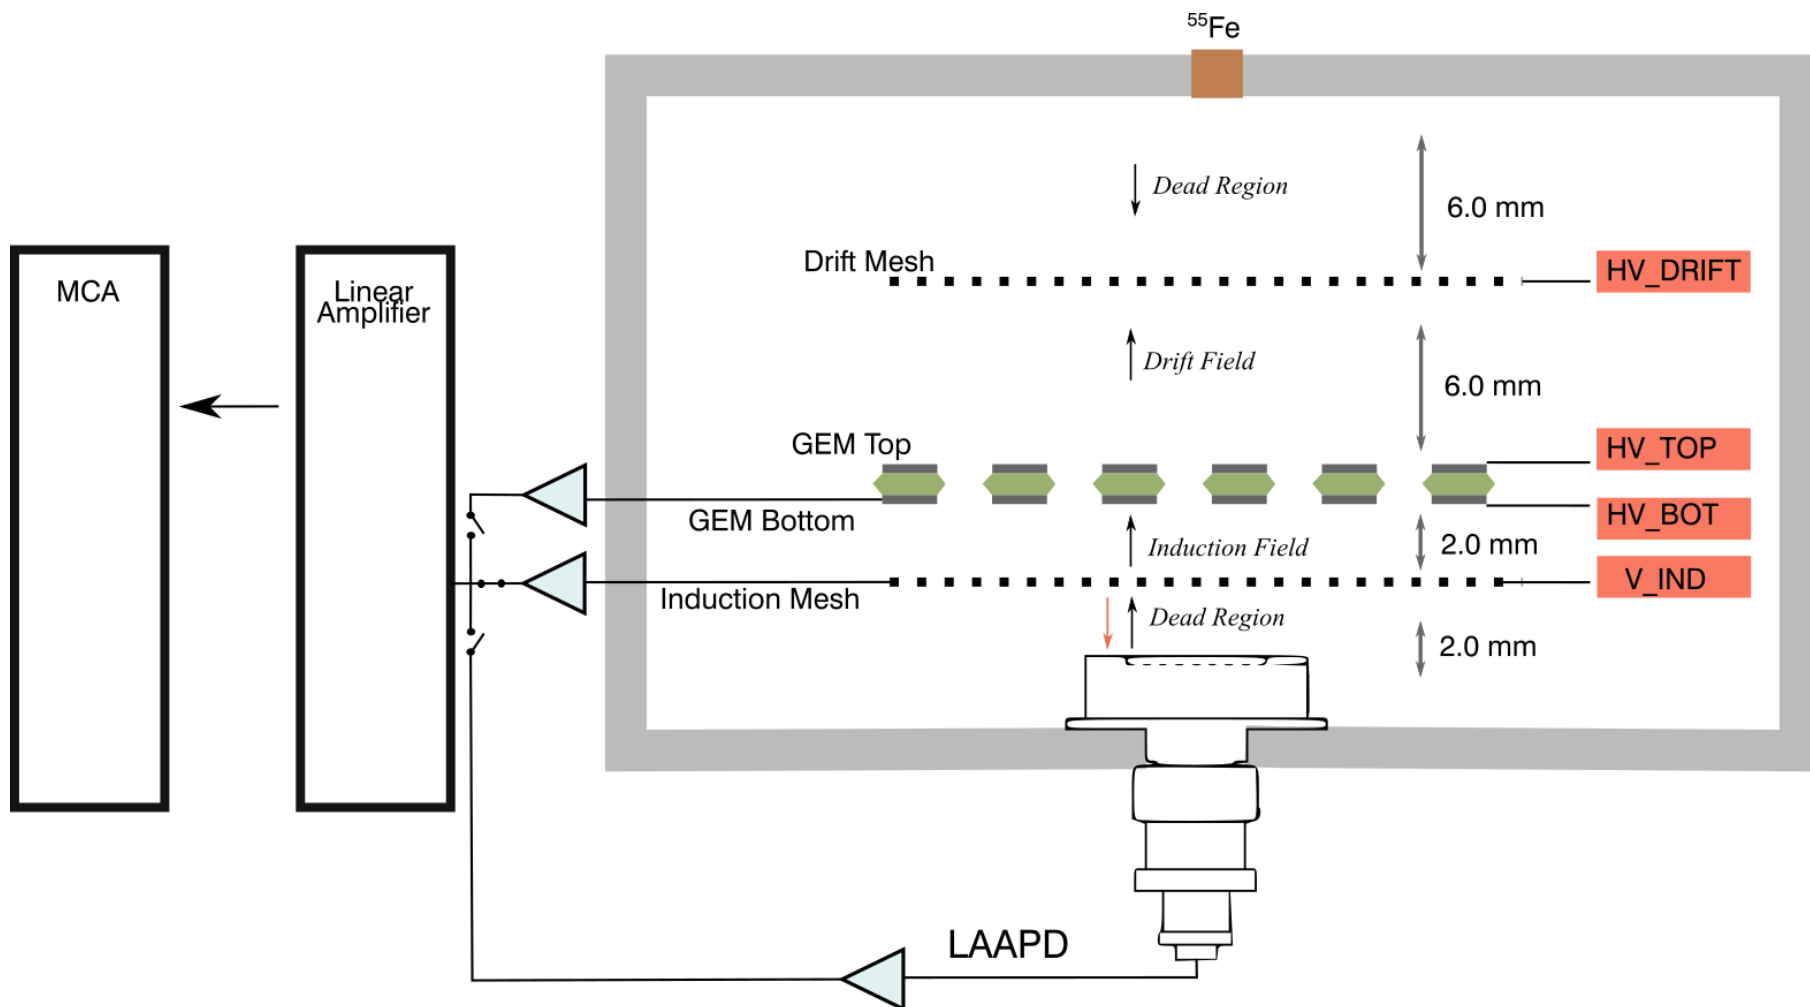 ⁵⁵Fe
Dead Region
6.0 mm
Drift Mesh
HV_DRIFT
MCA
Linear
Amplifier
Drift Field
6.0 mm
GEM Top
HV_TOP
GEM Bottom
HV_BOT
Induction Field
2.0 mm
Induction Mesh
V_IND
Dead Region
2.0 mm
LAAPD